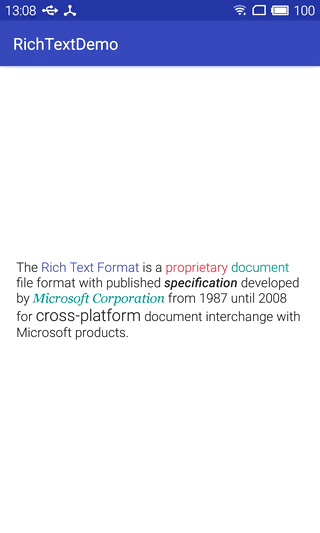 13:08 100
RichTextDemo
The Rich Text Format is a proprietary document
file format with published specification developed
by Microsoft Corporation from 1987 until 2008
for cross-platform document interchange with
Microsoft products.